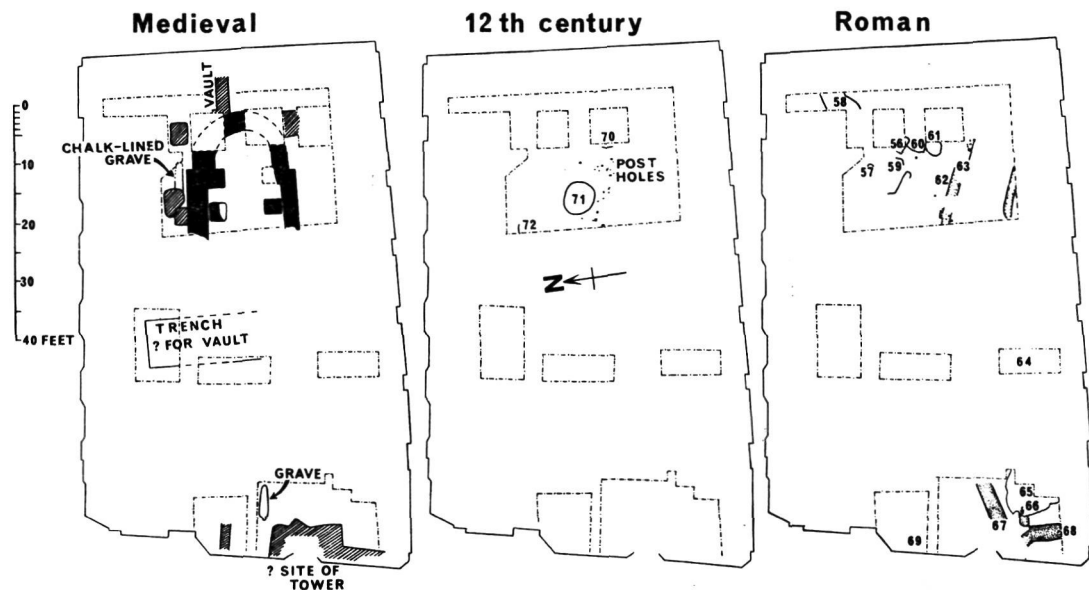 Medieval
12th century
Roman
0
10
20
30
40 FEET
VAULT
CHALK-LINED
GRAVE
TRENCH
? FOR VAULT
GRAVE
? SITE OF
TOWER
70
POST
HOLES
71
72
N
58
56
60
61
57
59
62
63
64
65
66
67
68
69